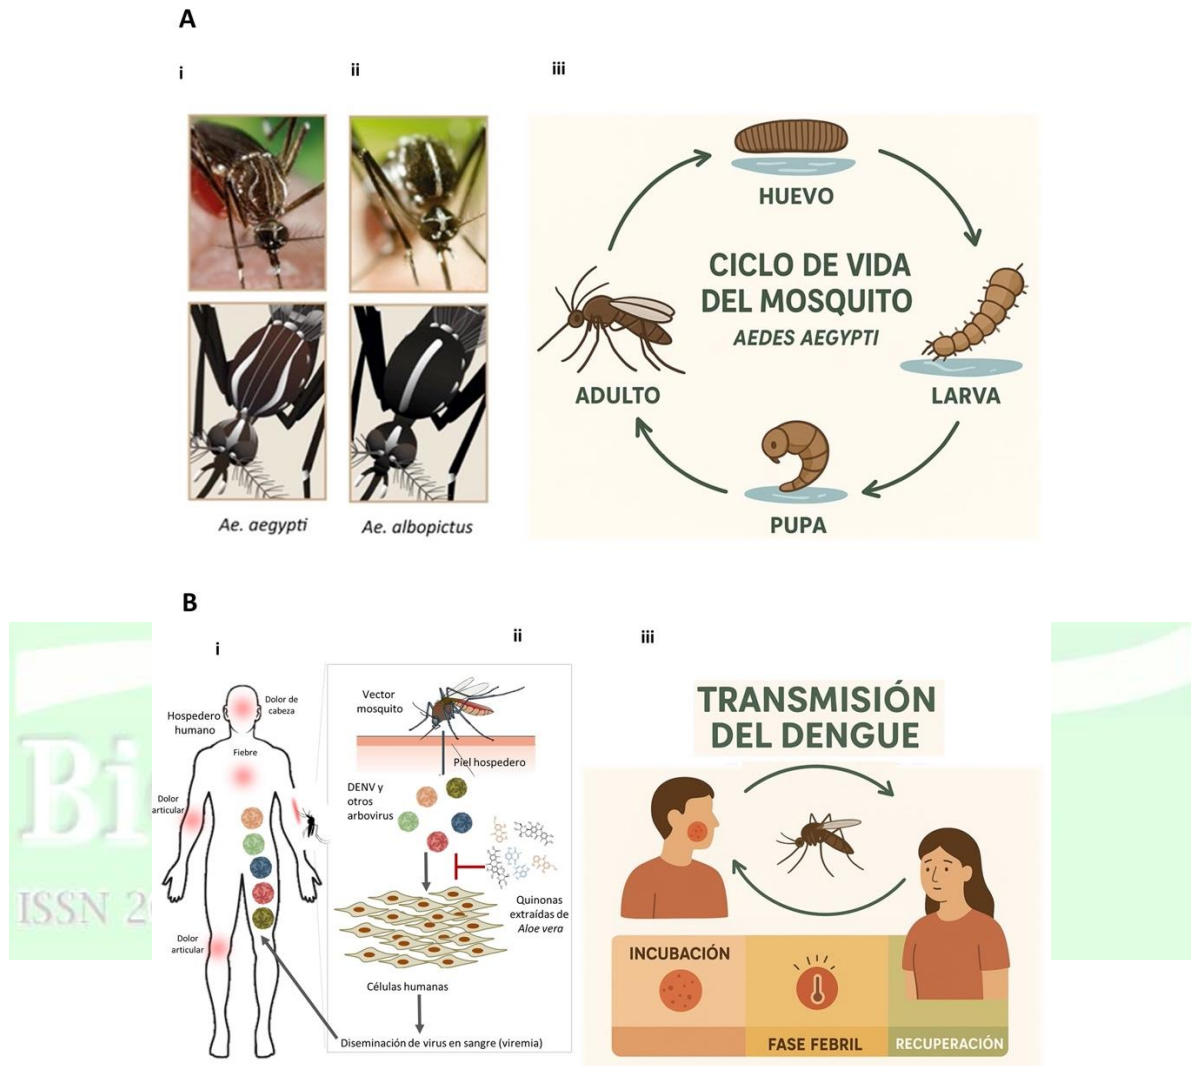 A
i
ii
iii
HUEVO
CICLO DE VIDA
DEL MOSQUITO
AEDES AEGYPTI
ADULTO
LARVA
PUPA
Ae. aegypti
Ae. albopictus
B
i
ii
iii
Dolor de
cabeza
Hospedero
humano
Fiebre
Dolor
articular
Dolor
articular
Vector
mosquito
Piel hospedero
DENV y
otros
arbovirus
Quinonas
extraídas de
Aloe vera
Células humanas
Diseminación de virus en sangre (viremia)
TRANSMISIÓN
DEL DENGUE
INCUBACIÓN
FASE FEBRIL
RECUPERACIÓN
Bi
ISSN 2